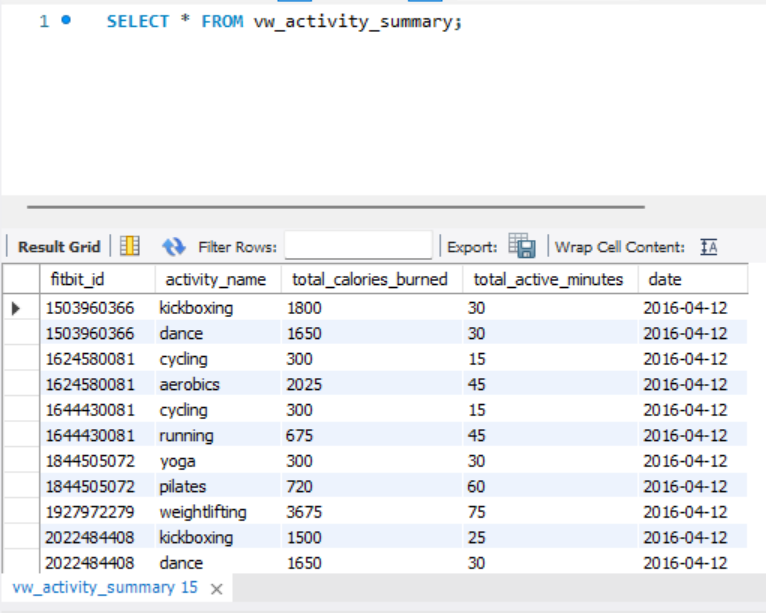 1 SELECT * FROM vw_activity_summary;
Result Grid Filter Rows: Export: Wrap Cell Content: IA
fitbit_id activity_name total_calories_burned total_active_minutes date
1503960366 kickboxing 1800 30 2016-04-12
1503960366 dance 1650 30 2016-04-12
1624580081 cycling 300 15 2016-04-12
1624580081 aerobics 2025 45 2016-04-12
1644430081 cycling 300 15 2016-04-12
1644430081 running 675 45 2016-04-12
1844505072 yoga 300 30 2016-04-12
1844505072 pilates 720 60 2016-04-12
1927972279 weightlifting 3675 75 2016-04-12
2022484408 kickboxing 1500 25 2016-04-12
2022484408 dance 1650 30 2016-04-12
vw_activity_summary 15